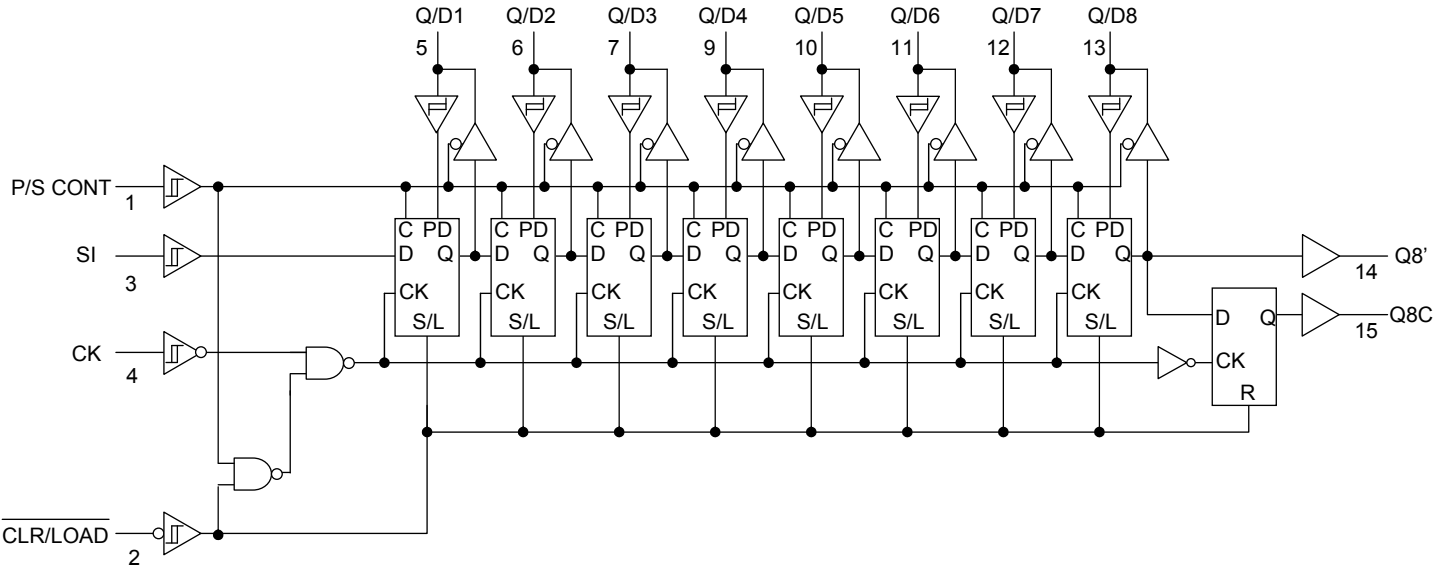 Q/D1 Q/D2 Q/D3 Q/D4 Q/D5 Q/D6 Q/D7 Q/D8
5 6 7 9 10 11 12 13
P/S CONT
1
C PD C PD C PD C PD C PD C PD C PD C PD
SI
3
D Q D Q D Q D Q D Q D Q D Q D Q
14
Q8'
CK CK CK CK CK CK CK CK
S/L S/L S/L S/L S/L S/L S/L S/L
D Q
15
Q8C
CK
4
CK
R
CLR/LOAD
2